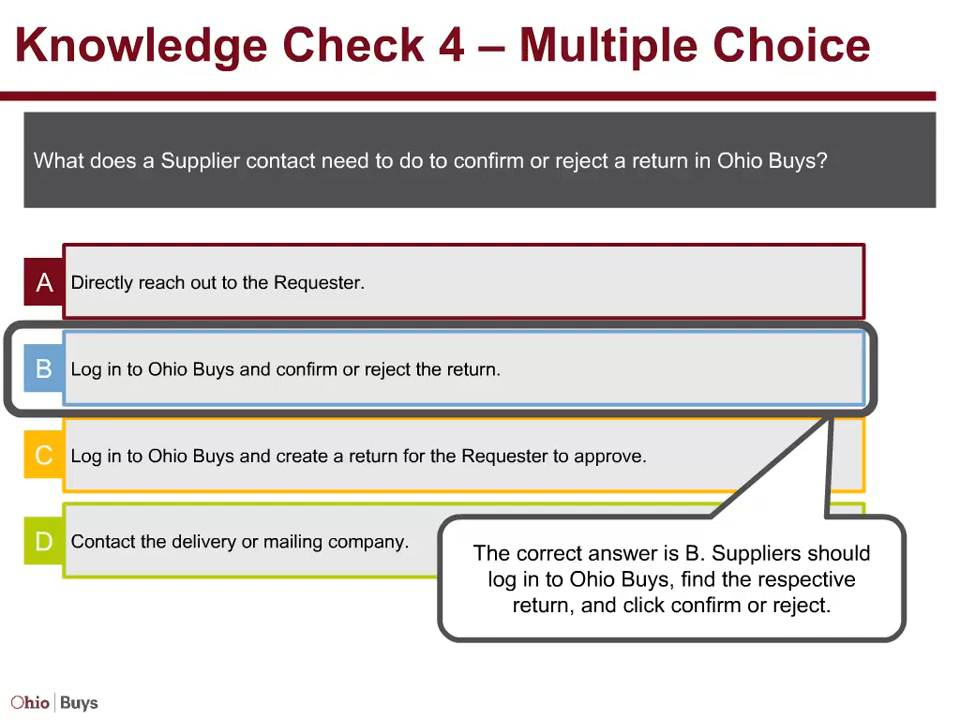 Knowledge Check 4 – Multiple Choice
What does a Supplier contact need to do to confirm or reject a return in Ohio Buys?
A
Directly reach out to the Requester.
B
Log in to Ohio Buys and confirm or reject the return.
C
Log in to Ohio Buys and create a return for the Requester to approve.
D
Contact the delivery or mailing company.
The correct answer is B. Suppliers should
log in to Ohio Buys, find the respective
return, and click confirm or reject.
Ohio Buys